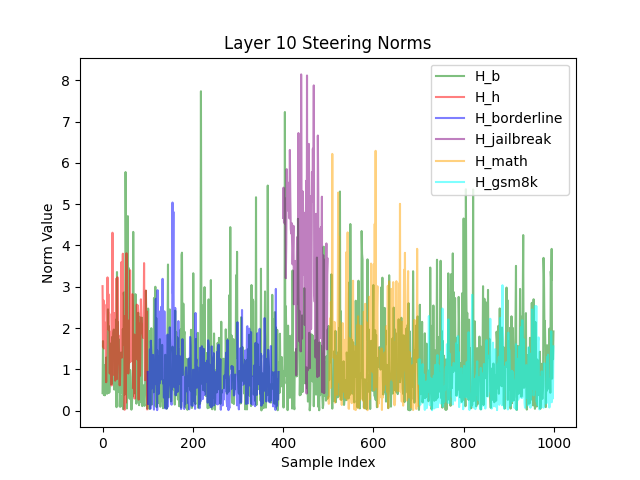 Layer 10 Steering Norms
H_b
H_h
H_borderline
H_jailbreak
H_math
H_gsm8k
Norm Value
8
7
6
5
4
3
2
1
0
0 200 400 600 800 1000
Sample Index